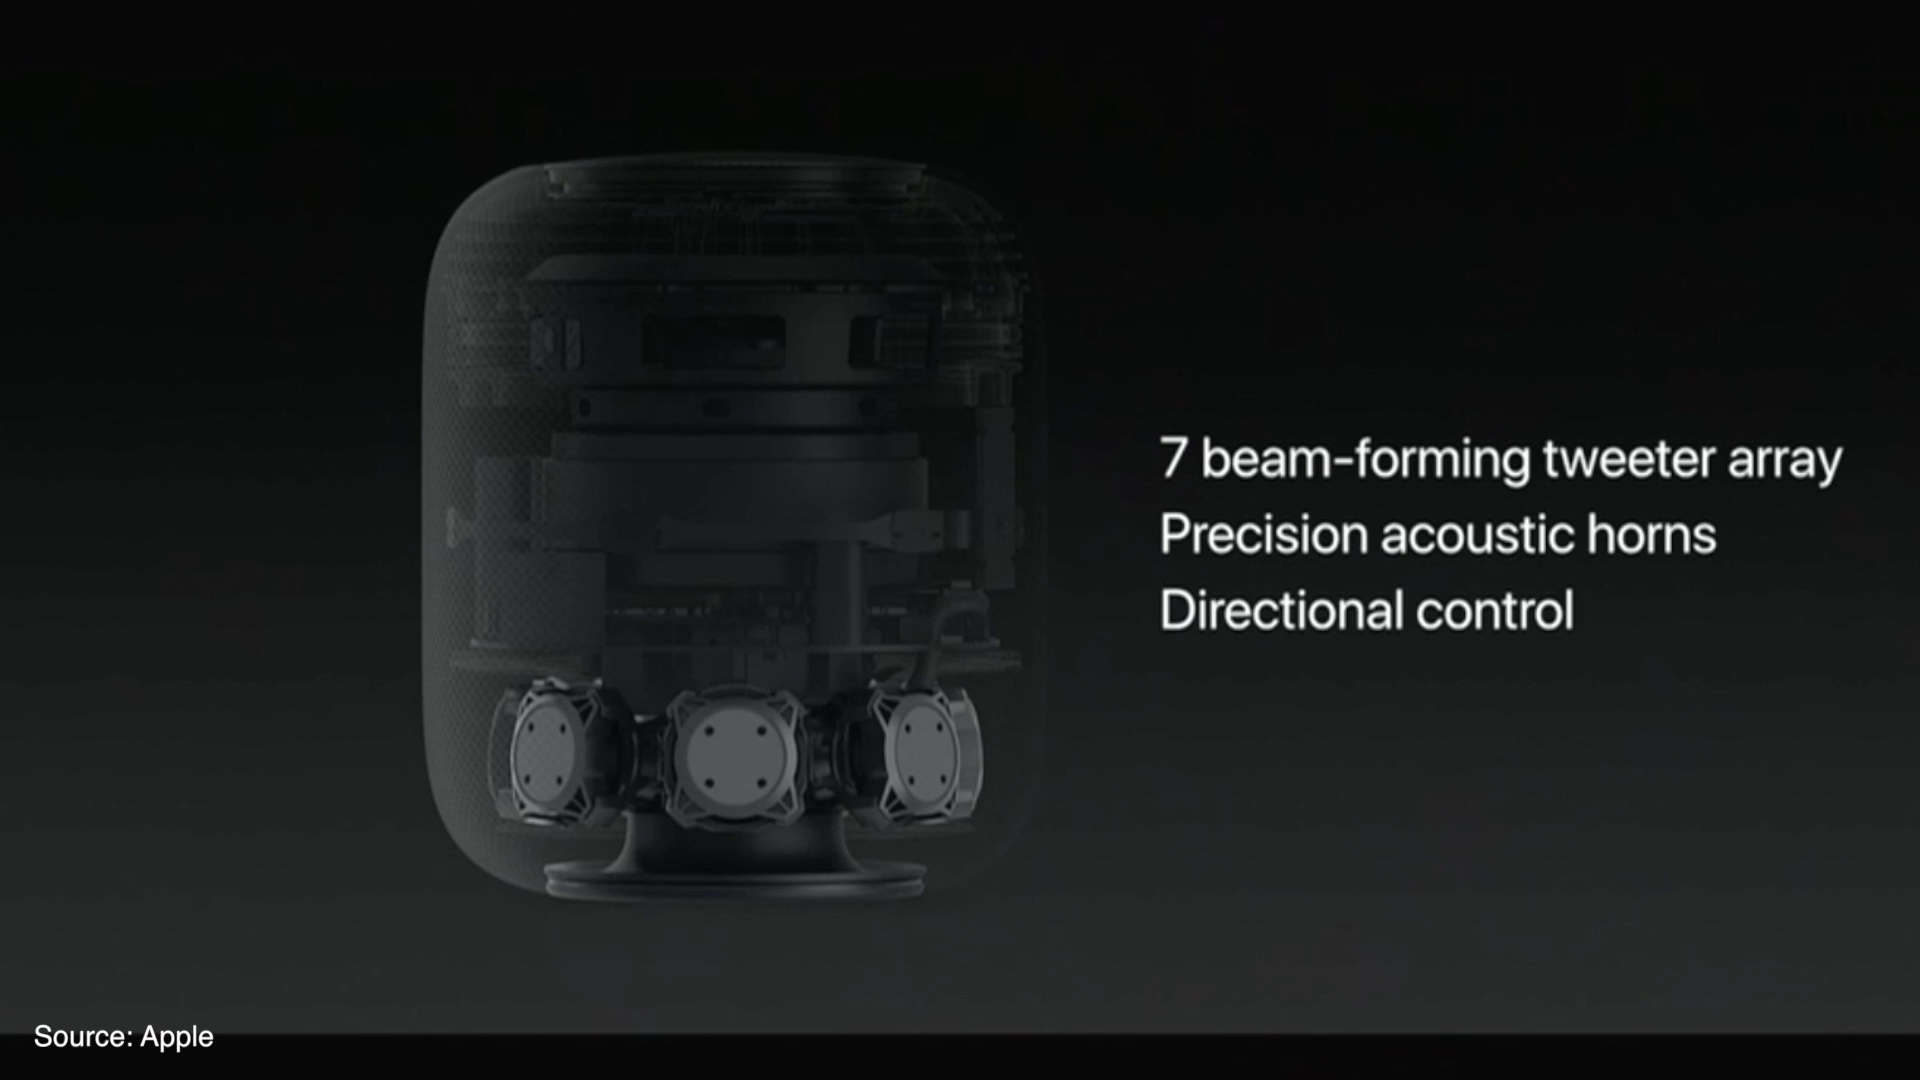 7 beam-forming tweeter array
Precision acoustic horns
Directional control
Source: Apple